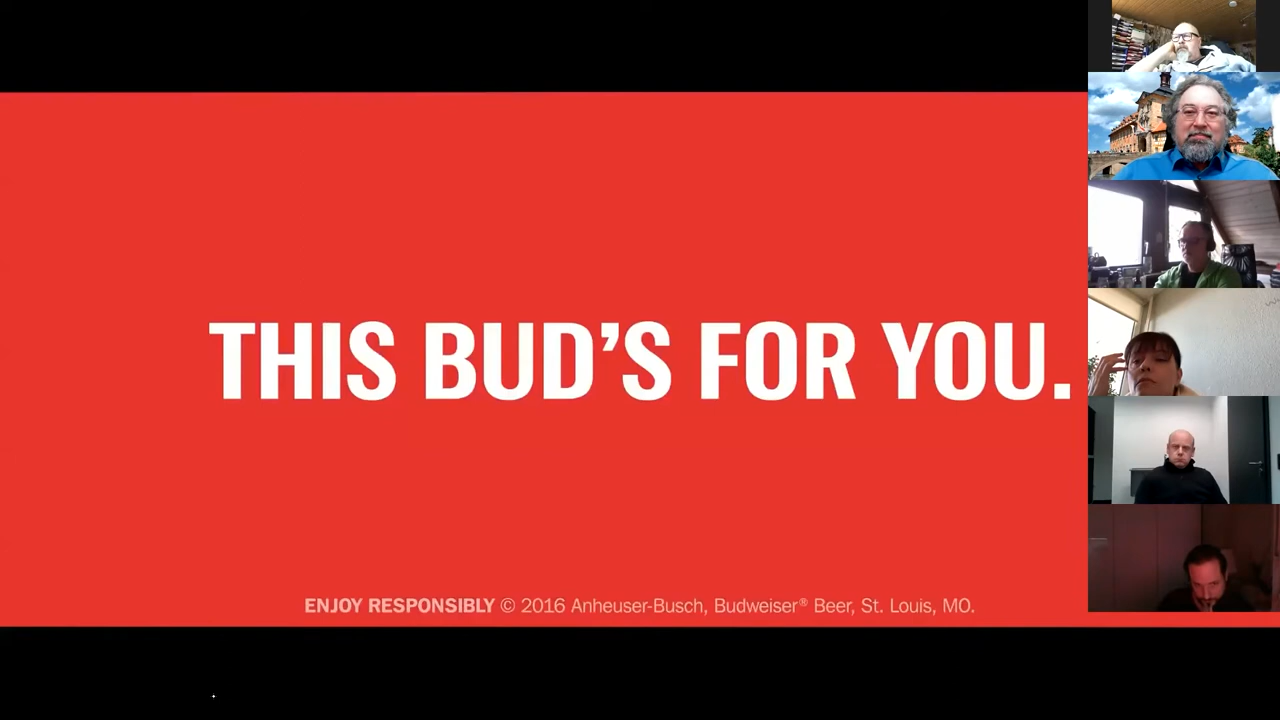 THIS BUD’S FOR YOU.
ENJOY RESPONSIBLY © 2016 Anheuser-Busch, Budweiser® Beer, St. Louis, MO.